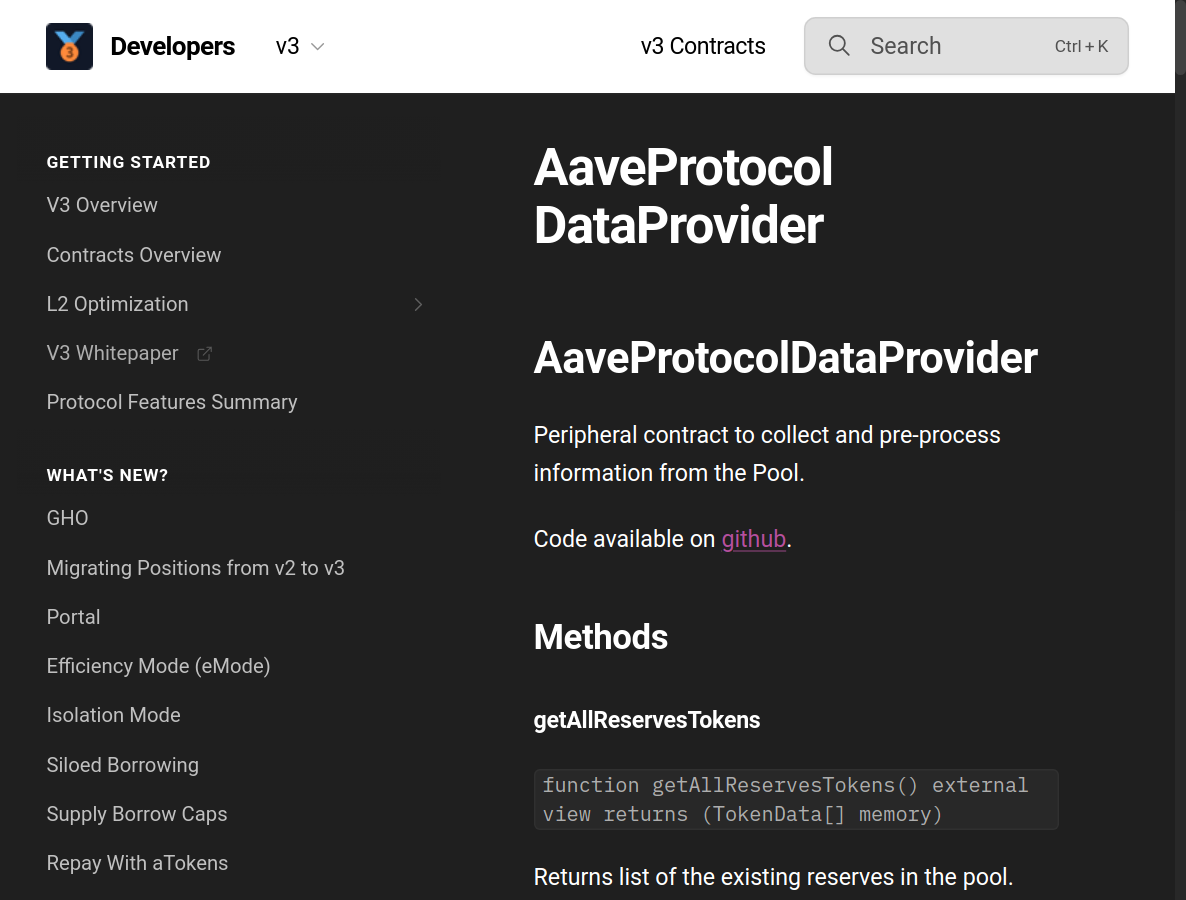 Developers
v3
v3 Contracts
Search
Ctrl + K
GETTING STARTED
V3 Overview
Contracts Overview
L2 Optimization
V3 Whitepaper
Protocol Features Summary
WHAT'S NEW?
GHO
Migrating Positions from v2 to v3
Portal
Efficiency Mode (eMode)
Isolation Mode
Siloed Borrowing
Supply Borrow Caps
Repay With aTokens
AaveProtocol
DataProvider
AaveProtocolDataProvider
Peripheral contract to collect and pre-process
information from the Pool.
Code available on github.
Methods
getAllReservesTokens
function getAllReservesTokens() external
view returns (TokenData[] memory)
Returns list of the existing reserves in the pool.